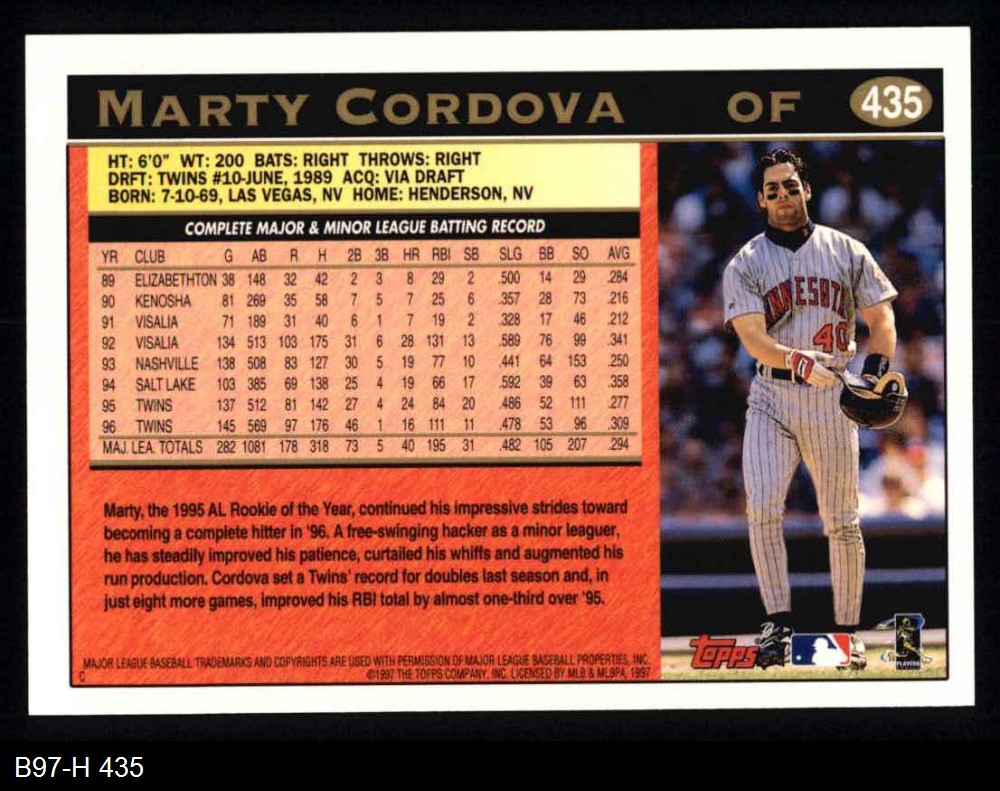 MARTY CORDOVA OF 435
HT: 6'0" WT: 200 BATS: RIGHT THROWS: RIGHT
DRFT: TWINS #10-JUNE, 1989 ACQ: VIA DRAFT
BORN: 7-10-69, LAS VEGAS, NV HOME: HENDERSON, NV
COMPLETE MAJOR & MINOR LEAGUE BATTING RECORD
YR CLUB G AB R H 2B 3B HR RBI SB SLG BB SO AVG
89 ELIZABETHTON 38 148 32 42 2 3 8 29 2 .500 14 29 .284
90 KENOSHA 81 269 35 58 7 5 7 25 6 .357 28 73 .216
91 VISALIA 71 189 31 40 6 1 7 19 2 .328 17 46 .212
92 VISALIA 134 513 103 175 31 6 28 131 13 .589 76 99 .341
93 NASHVILLE 138 508 83 127 30 5 19 77 10 .441 64 153 .250
94 SALT LAKE 103 385 69 138 25 4 19 66 17 .592 39 63 .358
95 TWINS 137 512 81 142 27 4 24 84 20 .486 52 111 .277
96 TWINS 145 569 97 176 46 1 16 111 11 .478 53 96 .309
MAJ. LEA. TOTALS 282 1081 178 318 73 5 40 195 31 .482 105 207 .294
Marty, the 1995 AL Rookie of the Year, continued his impressive strides toward
becoming a complete hitter in '96. A free-swinging hacker as a minor leaguer,
he has steadily improved his patience, curtailed his whiffs and augmented his
run production. Cordova set a Twins' record for doubles last season and, in
just eight more games, improved his RBI total by almost one-third over '95.
MAJOR LEAGUE BASEBALL TRADEMARKS AND COPYRIGHTS ARE USED WITH PERMISSION OF MAJOR LEAGUE BASEBALL PROPERTIES, INC.
C ©1997 THE TOPPS COMPANY, INC. LICENSED BY MLB & MLBPA, 1997
MINNESOTA
40
Topps
PLAYERS
B97-H 435